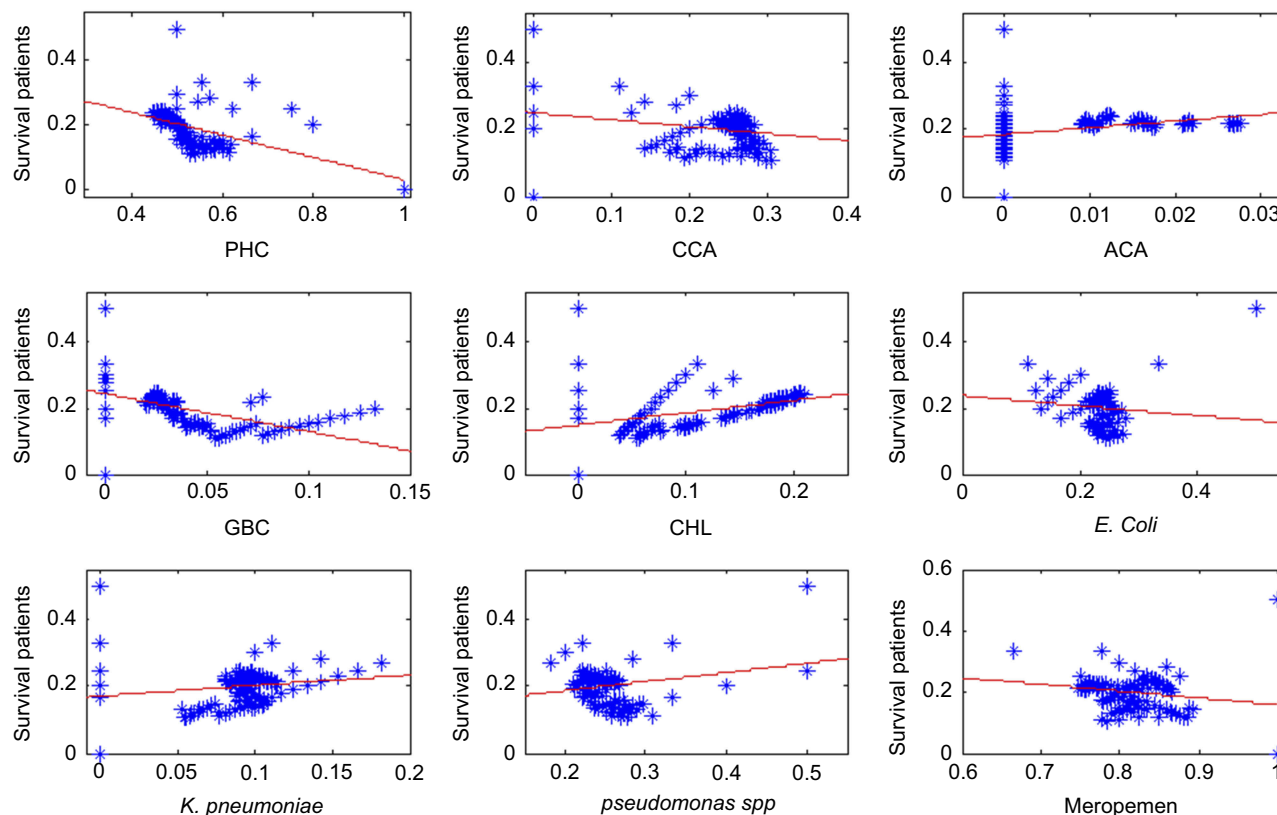 Survival patients
0.4
0.2
0
0.4 0.6 0.8 1
PHC
Survival patients
0.4
0.2
0
0 0.1 0.2 0.3 0.4
CCA
Survival patients
0.4
0.2
0
0 0.01 0.02 0.03
ACA
Survival patients
0.4
0.2
0
0 0.05 0.1 0.15
GBC
Survival patients
0.4
0.2
0
0 0.1 0.2
CHL
Survival patients
0.4
0.2
0
0 0.2 0.4
E. Coli
Survival patients
0.4
0.2
0
0 0.05 0.1 0.15 0.2
K. pneumoniae
Survival patients
0.4
0.2
0
0.2 0.3 0.4 0.5
pseudomonas spp
Survival patients
0.6
0.4
0.2
0
0.6 0.7 0.8 0.9 1
Meropemen